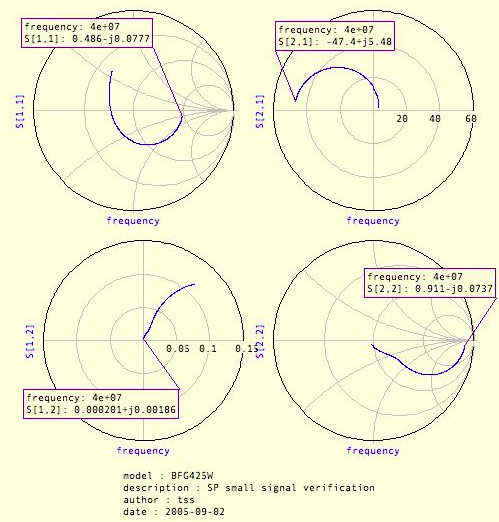 frequency: 4e+07
S[1,1]: 0.486-j0.0777
S[1,1]
frequency
frequency: 4e+07
S[2,1]: -47.4+j5.48
S[2,1]
20 40 60
frequency
S[1,2]
0.05 0.1 0.15
frequency: 4e+07
S[1,2]: 0.000201+j0.00186
frequency
frequency: 4e+07
S[2,2]: 0.911-j0.0737
S[2,2]
frequency
model : BFG425W
description : SP small signal verification
author : tss
date : 2005-09-02